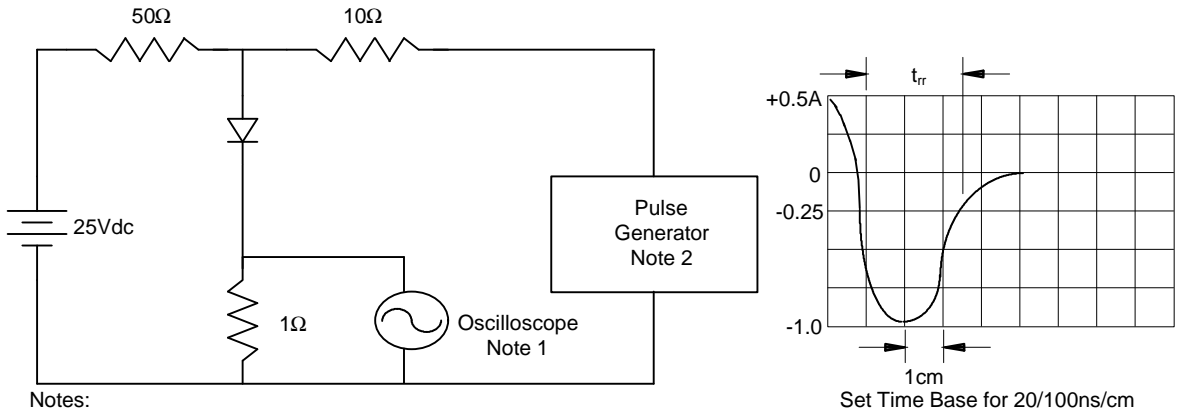 50Ω
10Ω
25Vdc
1Ω
Oscilloscope
Note 1
Pulse
Generator
Note 2
Notes:
trr
+0.5A
0
-0.25
-1.0
1cm
Set Time Base for 20/100ns/cm